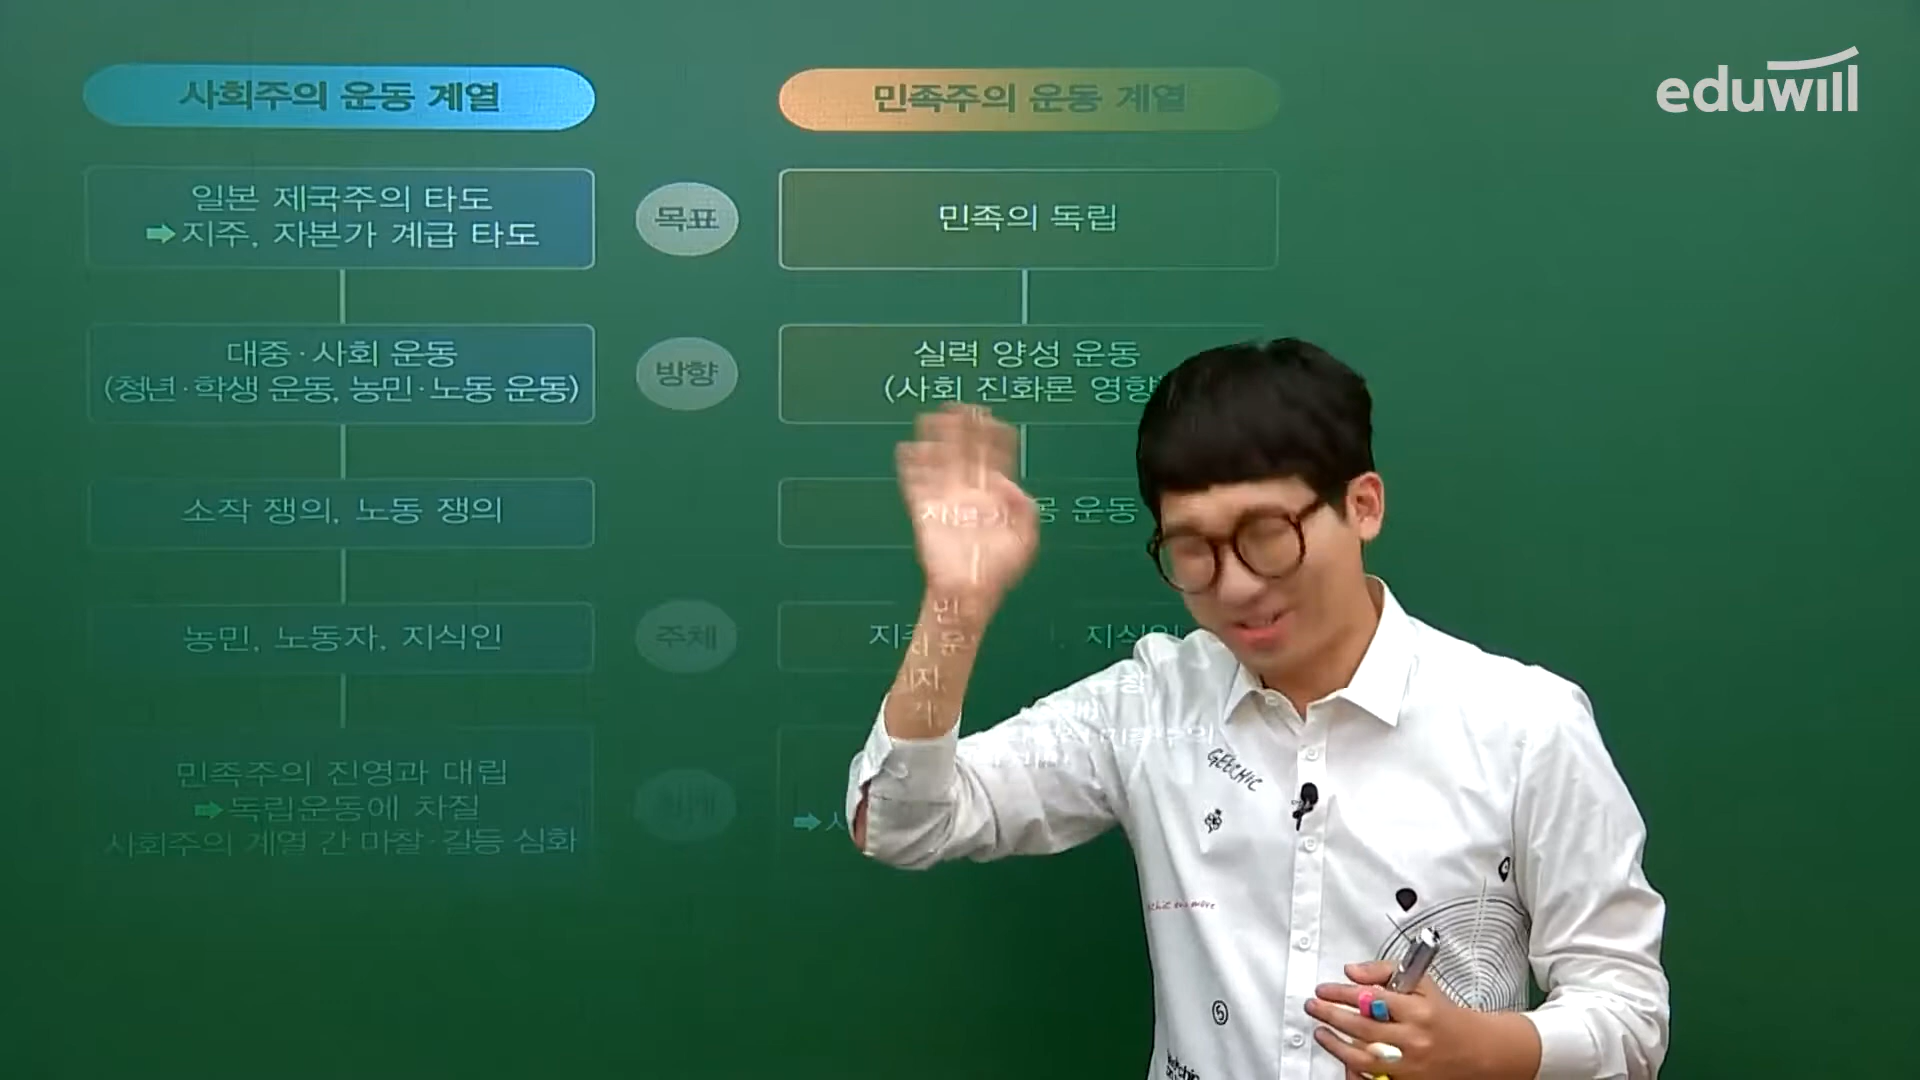 eduwill
사회주의 운동 계열
민족주의 운동 계열
일본 제국주의 타도
➡지주, 자본가 계급 타도
목표
민족의 독립
대중·사회 운동
(청년·학생 운동, 농민·노동 운동)
방향
실력 양성 운동
(사회 진화론 영향
소작 쟁의, 노동 쟁의
운동
농민, 노동자, 지식인
주체
지식인
민족주의 진영과 대립
➡독립운동에 차질
사회주의 계열 간 마찰·갈등 심화
GEECHIC